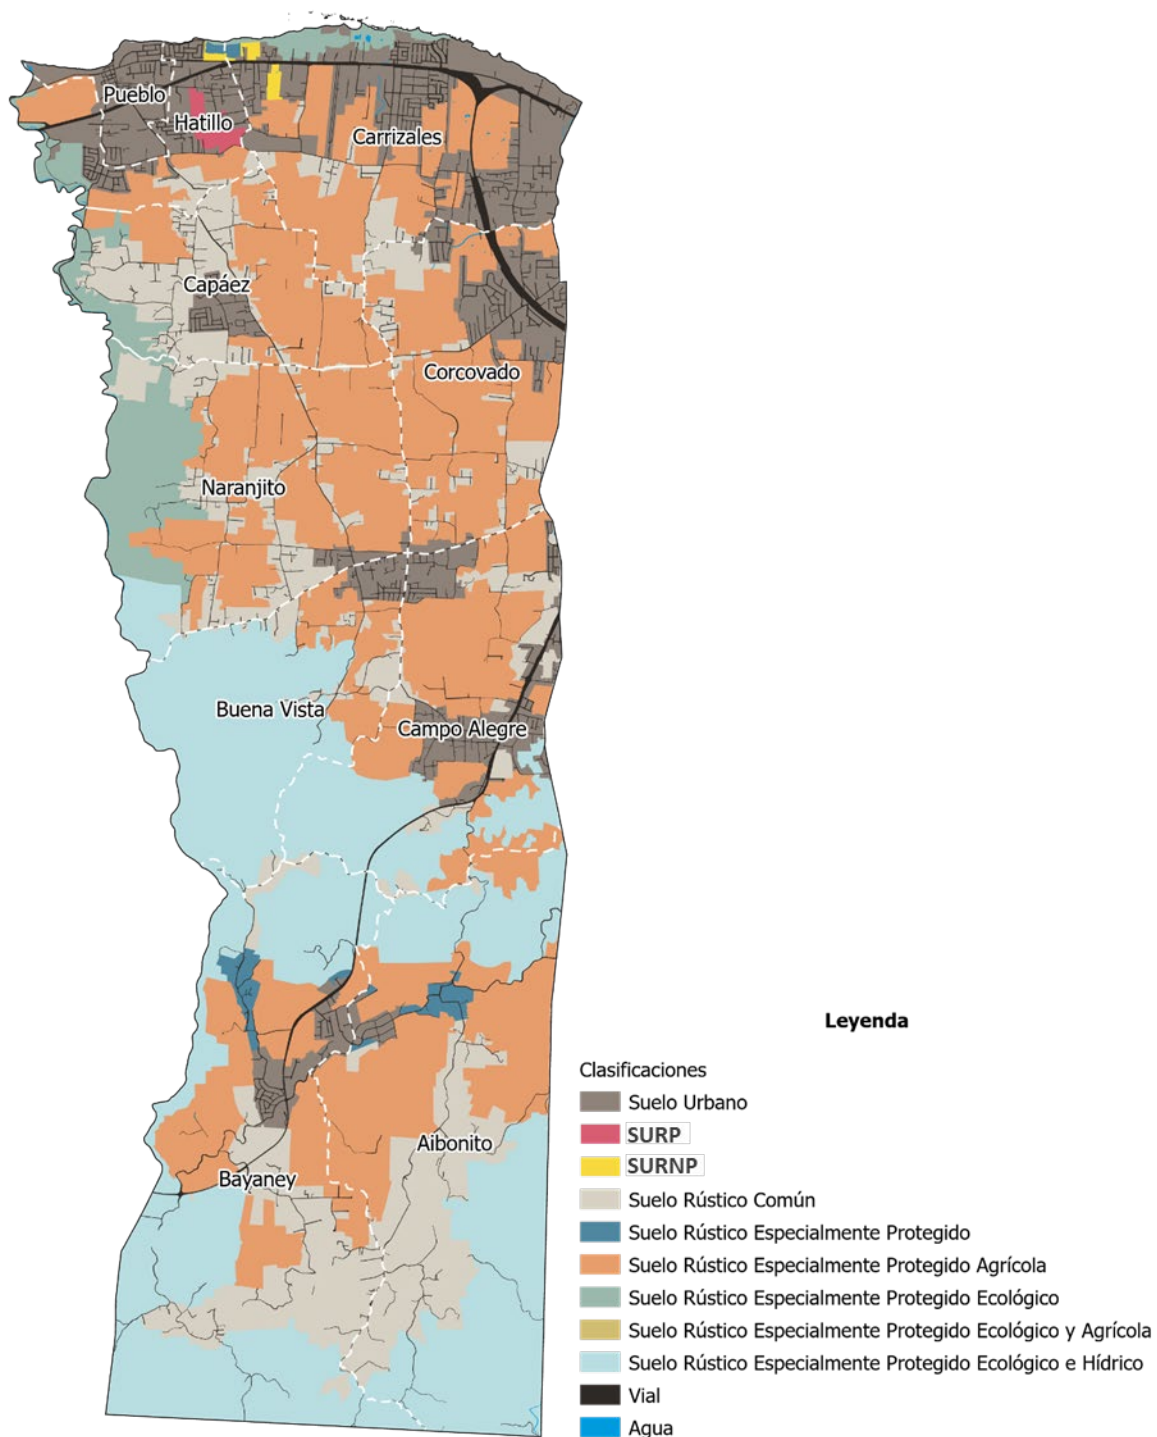 Pueblo
Hatillo
Carrizales
Capáez
Corcovado
Naranjito
Buena Vista
Campo Alegre
Aibonito
Bayaney
Leyenda
Clasificaciones
Suelo Urbano
SURP
SURNP
Suelo Rústico Común
Suelo Rústico Especialmente Protegido
Suelo Rústico Especialmente Protegido Agrícola
Suelo Rústico Especialmente Protegido Ecológico
Suelo Rústico Especialmente Protegido Ecológico y Agrícola
Suelo Rústico Especialmente Protegido Ecológico e Hídrico
Vial
Agua